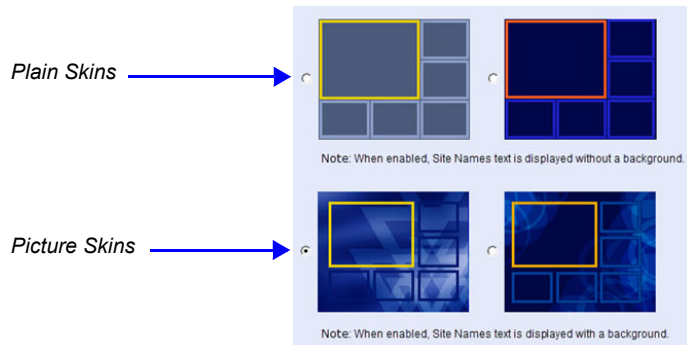 Plain Skins
Note: When enabled, Site Names text is displayed without a background.
Picture Skins
Note: When enabled, Site Names text is displayed with a background.